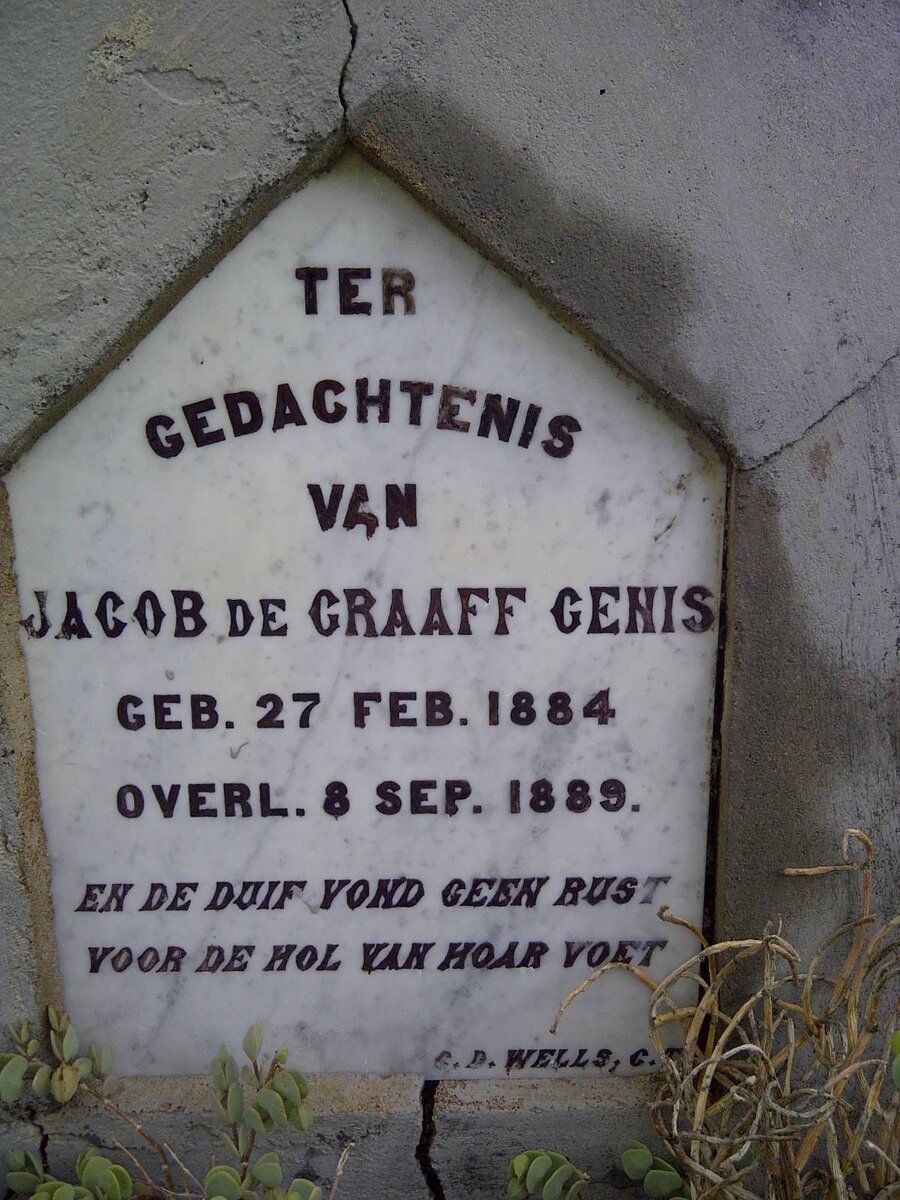 TER
GEDACHTENIS
VAN
JACOB DE GRAAFF GENIS
GEB. 27 FEB. 1884
OVERL. 8 SEP. 1889.
EN DE DUIF VOND GEEN RUST
VOOR DE HOL VAN HOAR VOET
C. D. WELLS, C.